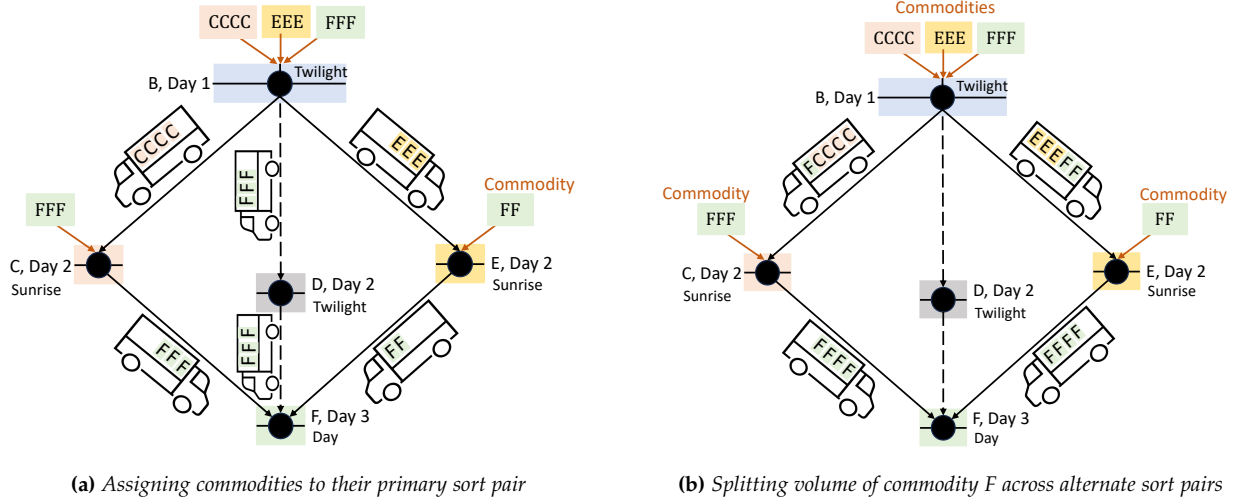 CCCC EEE FFF
Twilight
B, Day 1
CCCC
EEE
FFF
Commodity
FFF
FF
C, Day 2
Sunrise
E, Day 2
Sunrise
D, Day 2
Twilight
FFF
FFF
FF
F, Day 3
Day
(a) Assigning commodities to their primary sort pair
Commodities
CCCC EEE FFF
Twilight
B, Day 1
FCCCC
EEEFF
Commodity
FFF
Commodity
FF
C, Day 2
Sunrise
E, Day 2
Sunrise
D, Day 2
Twilight
FFFF
FFFF
F, Day 3
Day
(b) Splitting volume of commodity F across alternate sort pairs